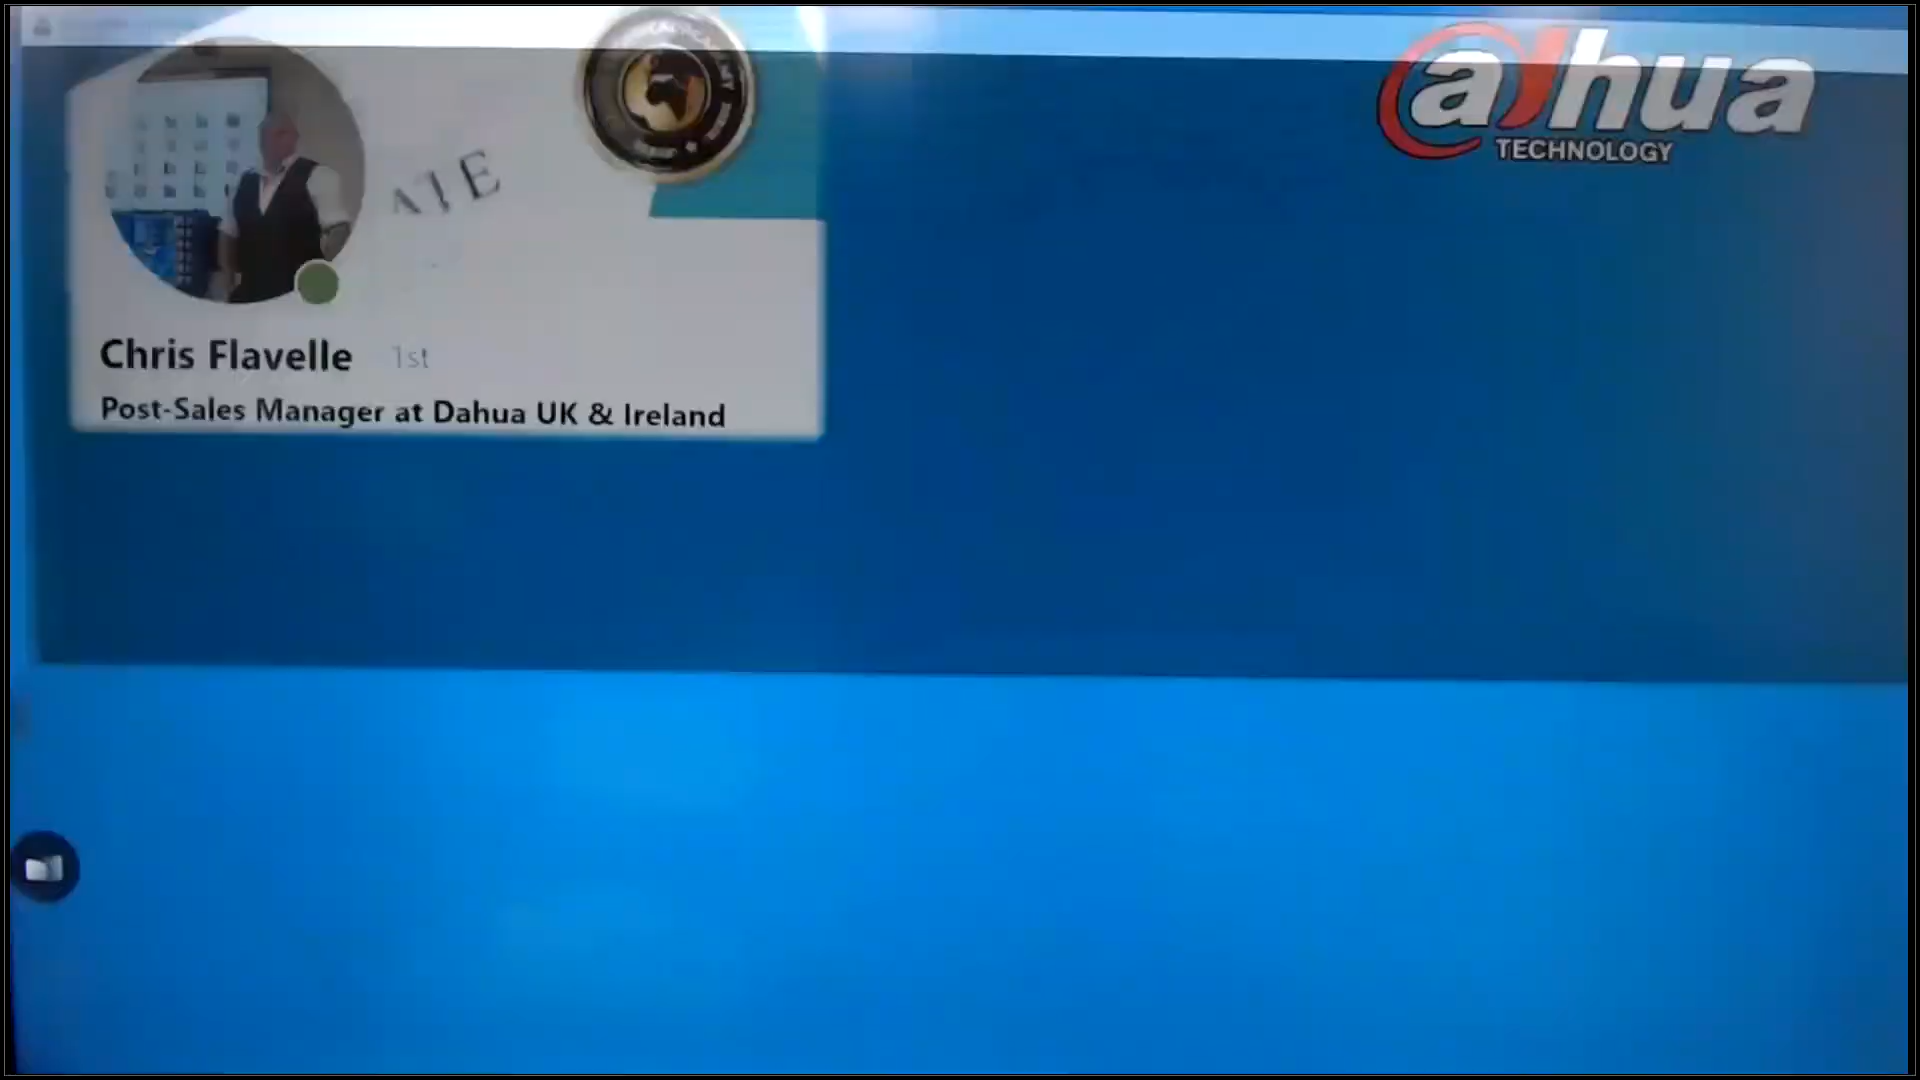 alhua
TECHNOLOGY
Chris Flavelle 1st
Post-Sales Manager at Dahua UK & Ireland